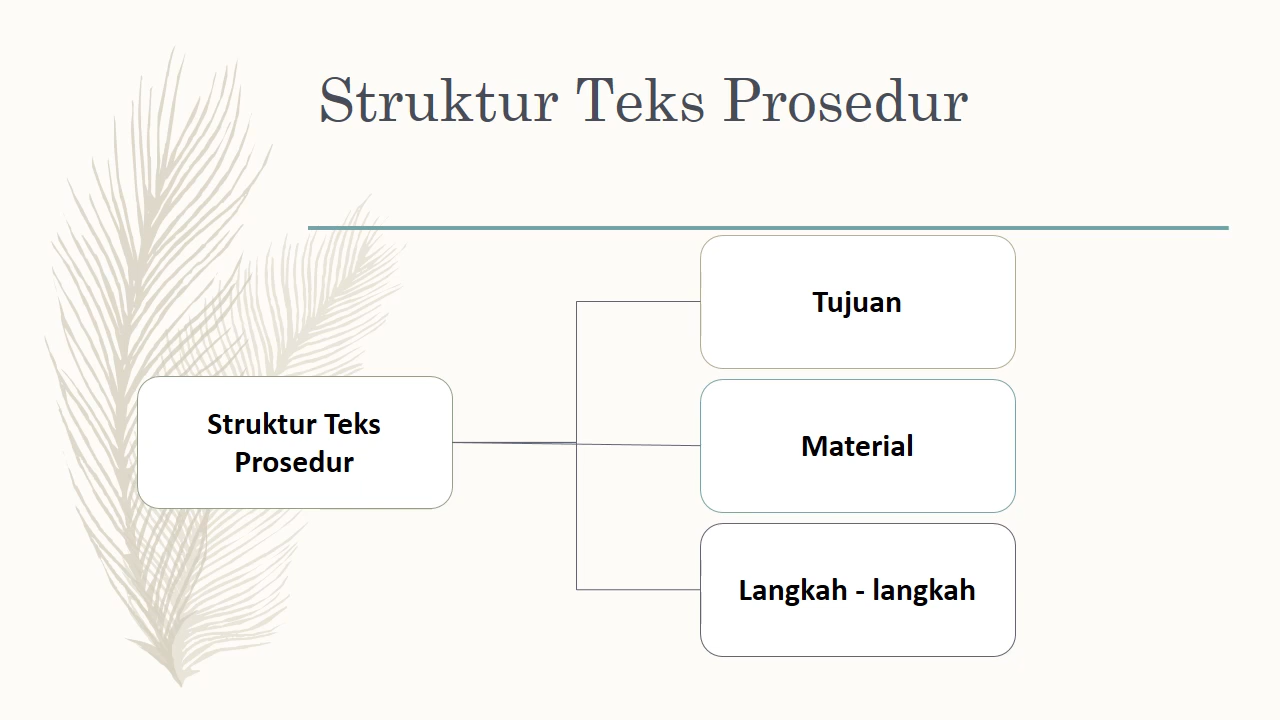 Struktur Teks Prosedur
Struktur Teks
Prosedur
Tujuan
Material
Langkah - langkah